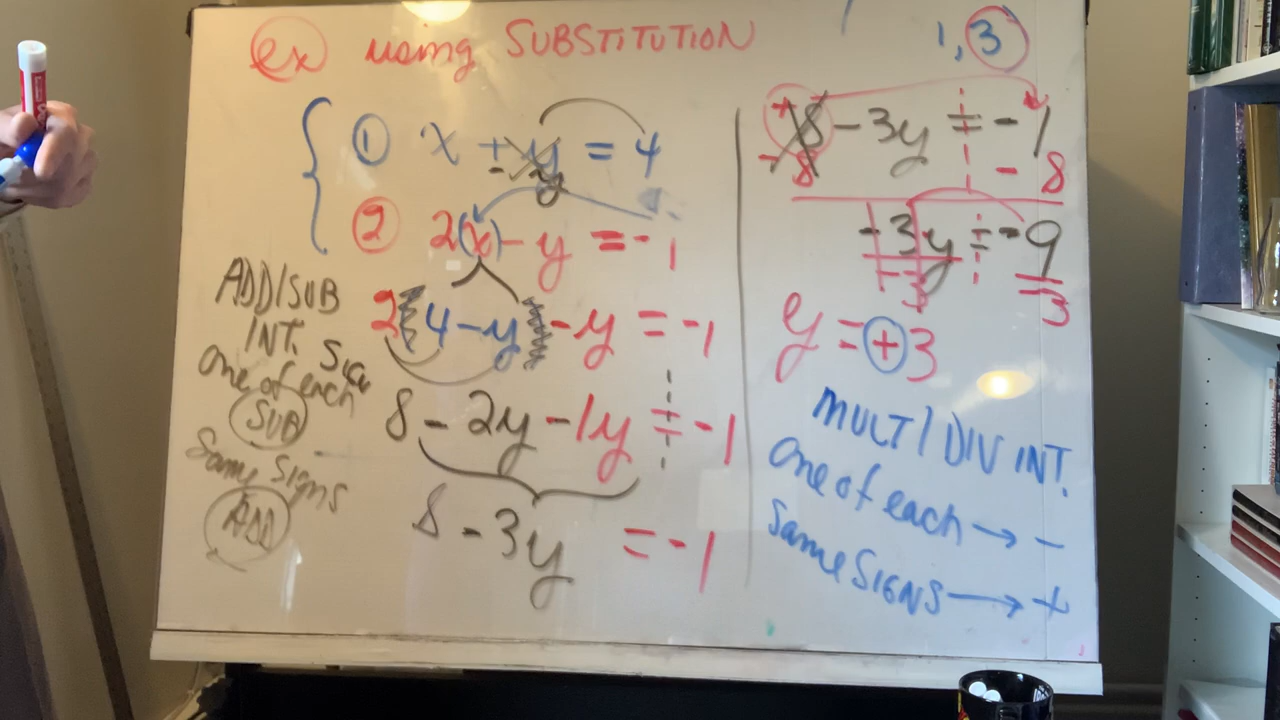 ex using SUBSTITUTION
1, 3
① x + y = 4
- y
② 2(x) - y = -1
2(4 - y) - y = -1
8 - 2y - 1y = -1
8 - 3y = -1
ADD/SUB
INT.
one of each
SUB
Same Signs
ADD
+8 - 3y = -1
-8 - 8
-3y = -9
-3 -3
y = +3
MULT/DIV INT.
one of each → -
Same SIGNS → +